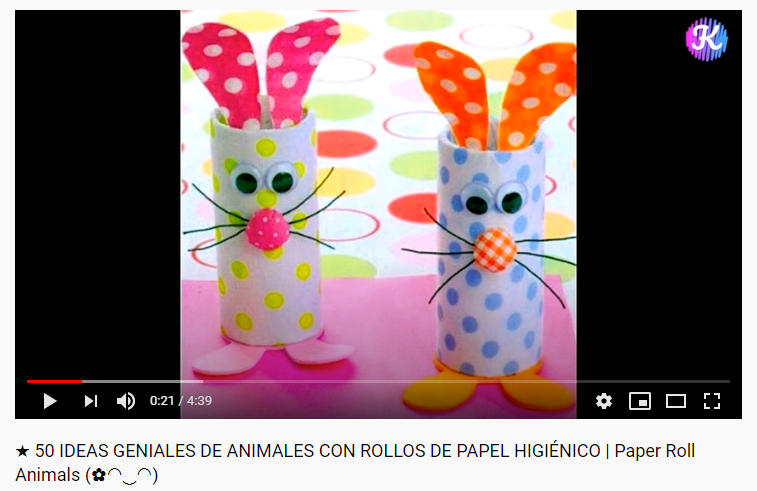 K
0:21 / 4:39
★ 50 IDEAS GENIALES DE ANIMALES CON ROLLOS DE PAPEL HIGIÉNICO | Paper Roll
Animals (✿◠‿◠)